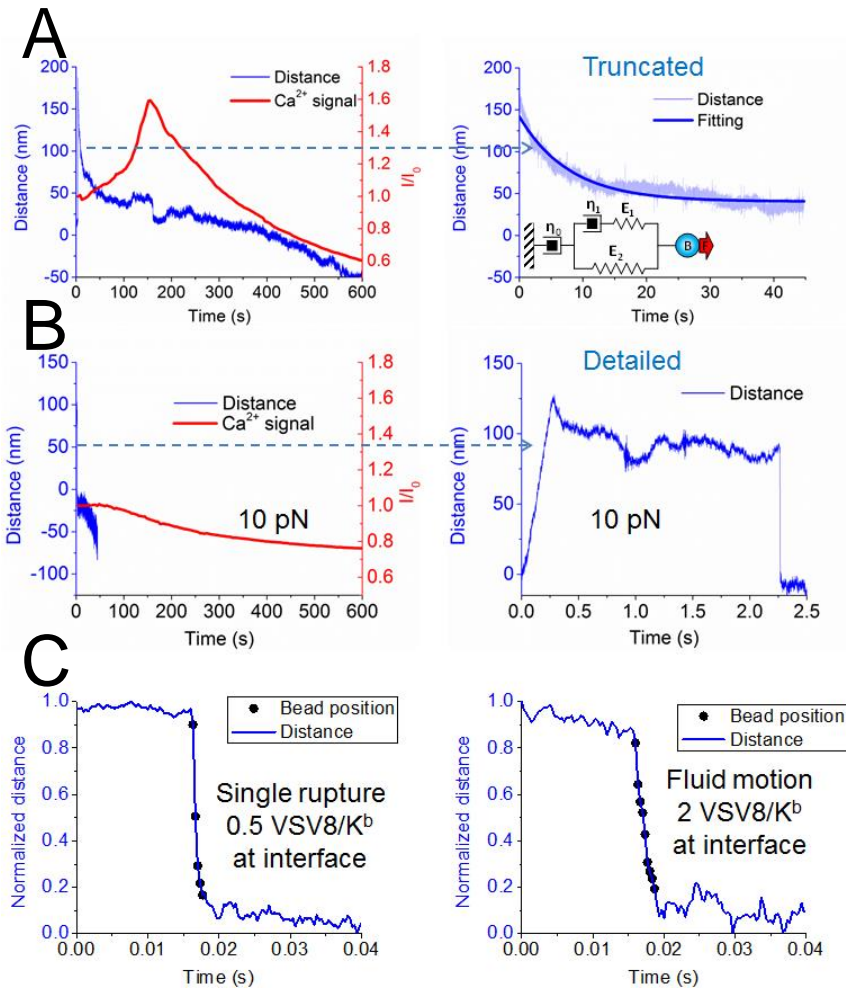 A
Distance (nm)
200
150
100
50
0
-50
Distance
Ca²⁺ signal
1.8
1.6
1.4
1.2
1.0
0.8
0.6
I/I₀
0 100 200 300 400 500 600
Time (s)
Truncated
Distance (nm)
200
150
100
50
0
-50
Distance
Fitting
η₀
η₁
E₁
E₂
B
F
0 10 20 30 40
Time (s)
B
Distance (nm)
150
100
50
0
-50
-100
Distance
Ca²⁺ signal
10 pN
1.8
1.6
1.4
1.2
1.0
0.8
0.6
I/I₀
0 100 200 300 400 500 600
Time (s)
Detailed
Distance (nm)
150
100
50
0
Distance
10 pN
0.0 0.5 1.0 1.5 2.0 2.5
Time (s)
C
Normalized distance
1.0
0.8
0.6
0.4
0.2
0.0
Bead position
Distance
Single rupture
0.5 VSV8/Kᵇ
at interface
0.00 0.01 0.02 0.03 0.04
Time (s)
Normalized distance
1.0
0.8
0.6
0.4
0.2
0.0
Bead position
Distance
Fluid motion
2 VSV8/Kᵇ
at interface
0.00 0.01 0.02 0.03 0.04
Time (s)